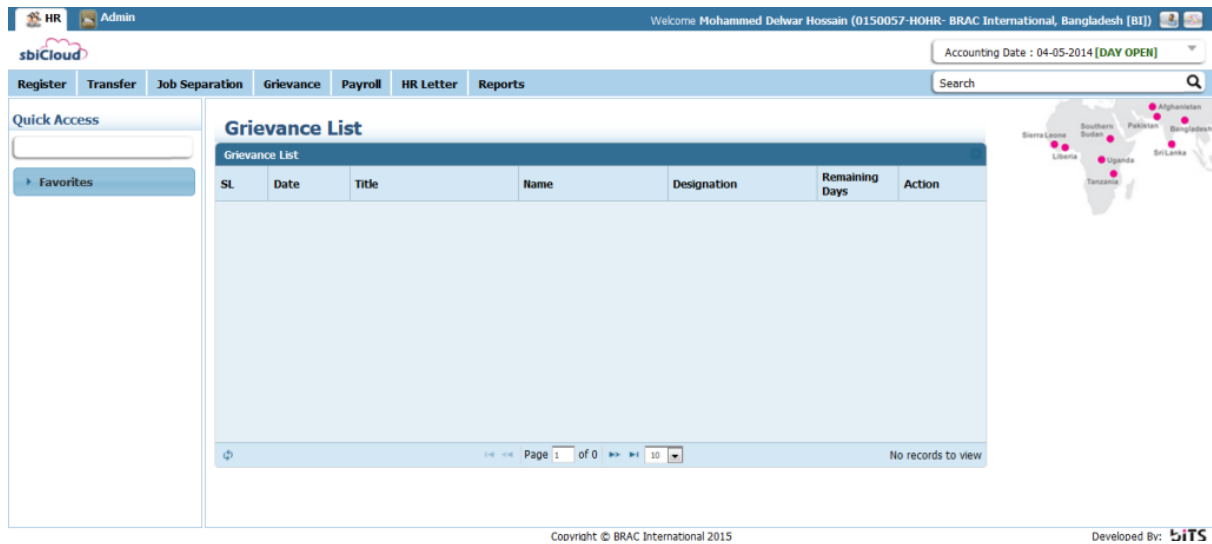 HR Admin Welcome Mohammed Delwar Hossain (0150057-HOHR- BRAC International, Bangladesh [BI])
sbiCloud Accounting Date : 04-05-2014 [DAY OPEN]
Register Transfer Job Separation Grievance Payroll HR Letter Reports Search
Quick Access
Favorites
Grievance List
Grievance List
SL Date Title Name Designation Remaining Days Action
Page 1 of 0 10 No records to view
Afghanistan
Southern Sudan Pakistan Bangladesh
Sierra Leone
Liberia Uganda SriLanka
Tanzania
Copyright © BRAC International 2015 Developed By: biTS